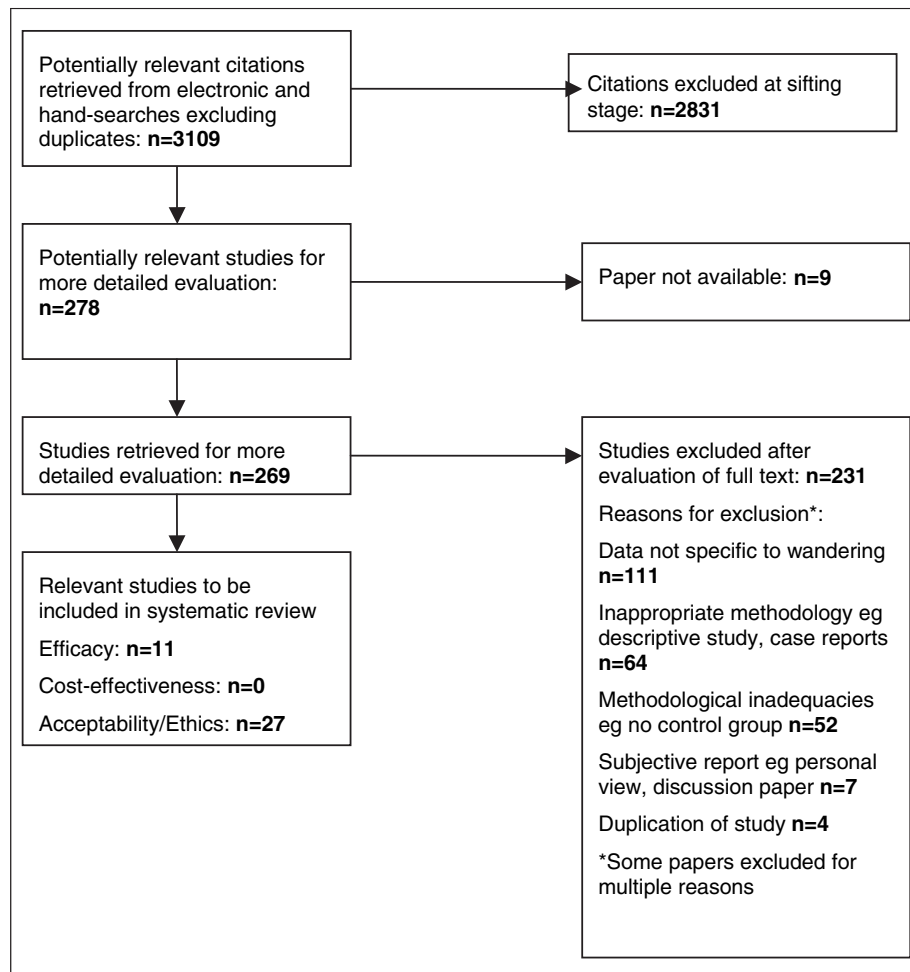 Potentially relevant citations
retrieved from electronic and
hand-searches excluding
duplicates: n=3109
Citations excluded at sifting
stage: n=2831
Potentially relevant studies for
more detailed evaluation:
n=278
Paper not available: n=9
Studies retrieved for more
detailed evaluation: n=269
Studies excluded after
evaluation of full text: n=231
Reasons for exclusion*:
Data not specific to wandering
n=111
Inappropriate methodology eg
descriptive study, case reports
n=64
Methodological inadequacies
eg no control group n=52
Subjective report eg personal
view, discussion paper n=7
Duplication of study n=4
*Some papers excluded for
multiple reasons
Relevant studies to be
included in systematic review
Efficacy: n=11
Cost-effectiveness: n=0
Acceptability/Ethics: n=27